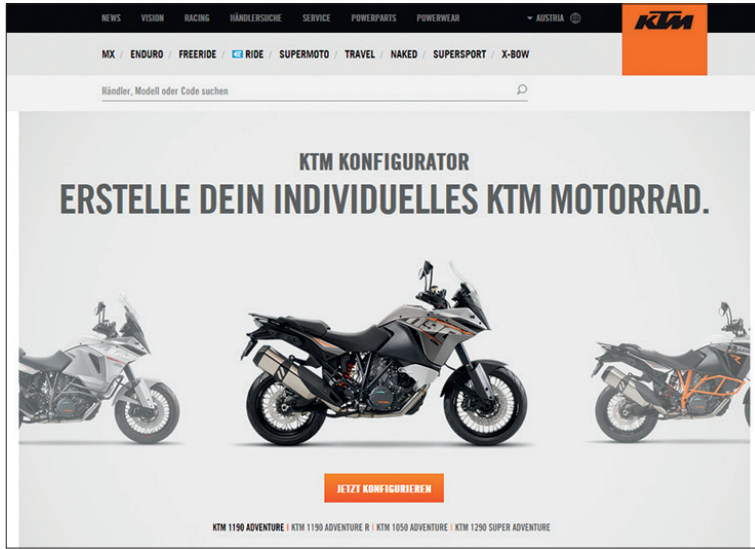 NEWS VISION RACING HÄNDLERSUCHE SERVICE POWERPARTS POWERWEAR AUSTRIA
KTM
MX / ENDURO / FREERIDE / RIDE / SUPERMOTO / TRAVEL / NAKED / SUPERSPORT / X-BOW
Händler, Modell oder Code suchen
KTM KONFIGURATOR
ERSTELLE DEIN INDIVIDUELLES KTM MOTORRAD.
JETZT KONFIGURIEREN
KTM 1190 ADVENTURE | KTM 1190 ADVENTURE R | KTM 1050 ADVENTURE | KTM 1290 SUPER ADVENTURE